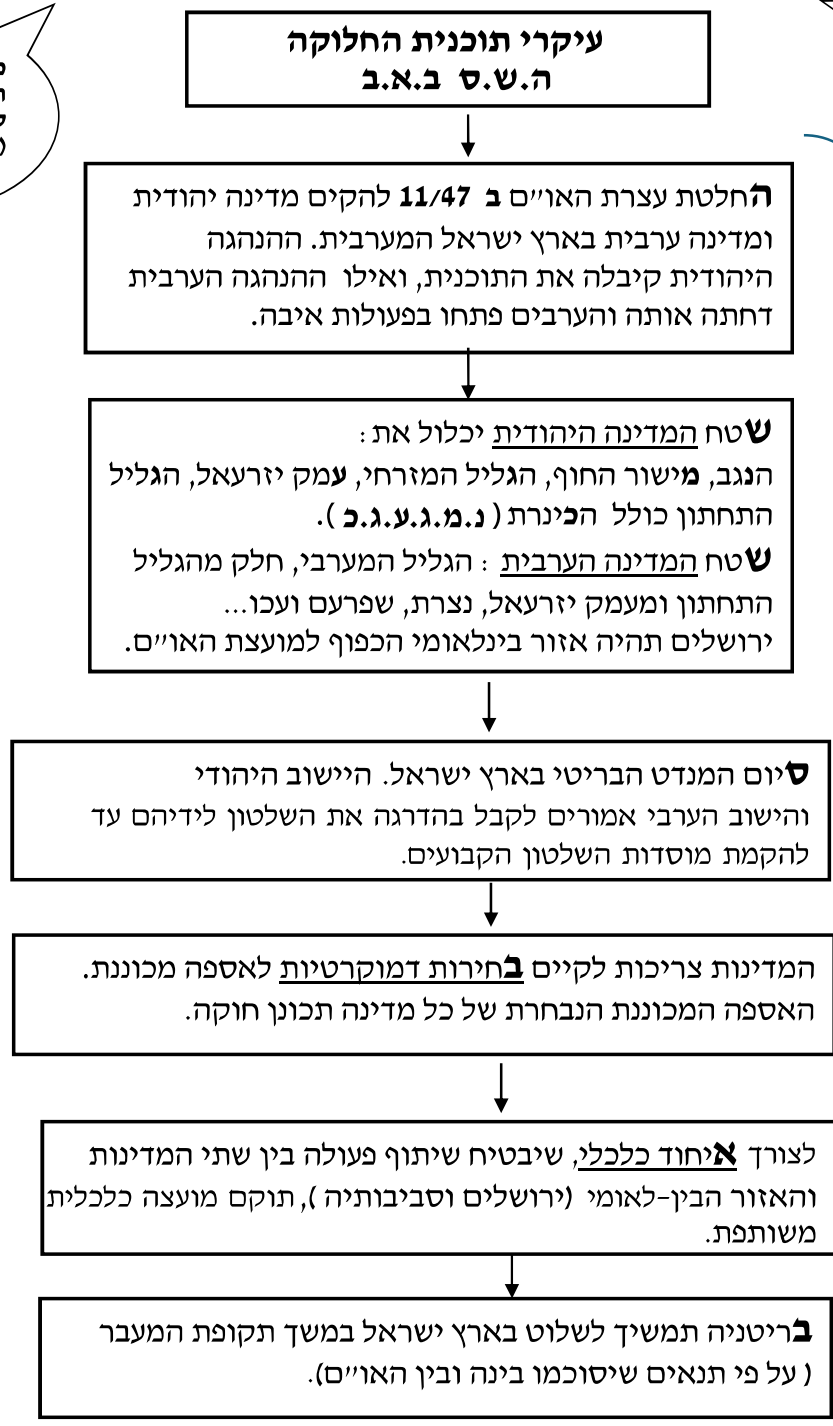 עיקרי תוכנית החלוקה
ה.ש.ס ב.א.ב
החלטת עצרת האו"ם ב 11/47 להקים מדינה יהודית
ומדינה ערבית בארץ ישראל המערבית. ההנהגה
היהודית קיבלה את התוכנית, ואילו ההנהגה הערבית
דחתה אותה והערבים פתחו בפעולות איבה.
שטח המדינה היהודית יכלול את:
הנגב, מישור החוף, הגליל המזרחי, עמק יזרעאל, הגליל
התחתון כולל הכינרת (נ.מ.ג.ע.ג.כ).
שטח המדינה הערבית : הגליל המערבי, חלק מהגליל
התחתון ומעמק יזרעאל, נצרת, שפרעם ועכו...
ירושלים תהיה אזור בינלאומי הכפוף למועצת האו"ם.
סיום המנדט הבריטי בארץ ישראל. היישוב היהודי
והישוב הערבי אמורים לקבל בהדרגה את השלטון לידיהם עד
להקמת מוסדות השלטון הקבועים.
המדינות צריכות לקיים בחירות דמוקרטיות לאספה מכוננת.
האספה המכוננת הנבחרת של כל מדינה תכונן חוקה.
לצורך איחוד כלכלי, שיבטיח שיתוף פעולה בין שתי המדינות
והאזור הבין-לאומי (ירושלים וסביבותיה), תוקם מועצה כלכלית
משותפת.
בריטניה תמשיך לשלוט בארץ ישראל במשך תקופת המעבר
(על פי תנאים שיסוכמו בינה ובין האו"ם).